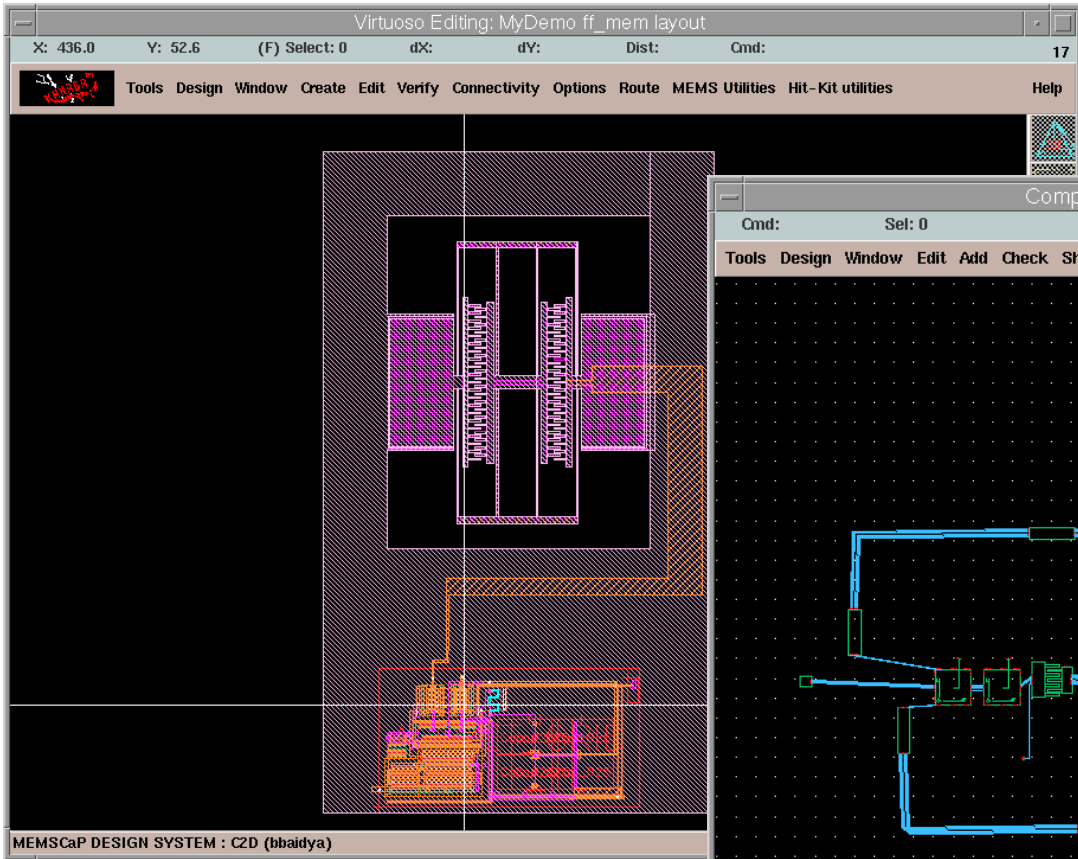 Virtuoso Editing: MyDemo ff_mem layout
X: 436.0 Y: 52.6 (F) Select: 0 dX: dY: Dist: Cmd:
17
Tools Design Window Create Edit Verify Connectivity Options Route MEMS Utilities Hit-Kit utilities Help
Comp
Cmd: Sel: 0
Tools Design Window Edit Add Check Sh
MEMSCaP DESIGN SYSTEM : C2D (bbaidya)